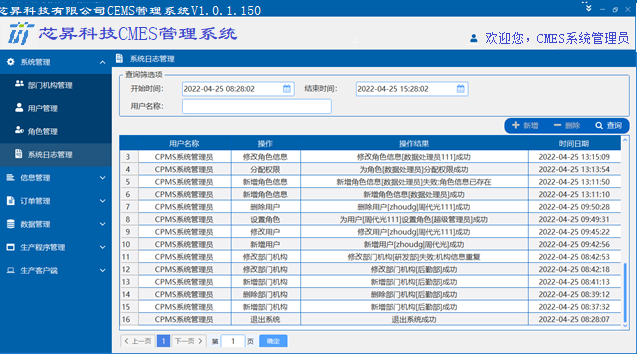 芯昇科技有限公司CEMS管理系统V1.0.1.150
芯昇科技CMES管理系统
欢迎您，CMES系统管理员
系统管理
部门机构管理
用户管理
角色管理
系统日志管理
信息管理
订单管理
数据管理
生产程序管理
生产客户端
系统日志管理
查询筛选项
开始时间： 2022-04-25 08:28:02 结束时间： 2022-04-25 15:28:02
用户名称：
新增 删除 查询
用户名称 操作 操作结果 时间日期
3 CPMS系统管理员 修改角色信息 修改角色信息[数据处理员111]成功 2022-04-25 13:15:09
4 CPMS系统管理员 分配权限 为角色[数据处理员]分配权限成功 2022-04-25 13:13:54
5 CPMS系统管理员 新增角色信息 新增角色信息[数据处理员]失败:角色信息已存在 2022-04-25 13:11:50
6 CPMS系统管理员 新增角色信息 新增角色信息[数据处理员]成功 2022-04-25 13:11:10
7 CPMS系统管理员 删除用户 删除用户[zhoudg|周代光111]成功 2022-04-25 09:50:28
8 CPMS系统管理员 设置角色 为用户[周代光111]设置角色[超级管理员]成功 2022-04-25 09:49:31
9 CPMS系统管理员 修改用户 修改用户[zhoudg|周代光111]成功 2022-04-25 09:45:22
10 CPMS系统管理员 新增用户 新增用户[zhoudg|周代光]成功 2022-04-25 09:42:56
11 CPMS系统管理员 修改部门机构 修改部门机构[研发部]失败:机构信息重复 2022-04-25 08:42:53
12 CPMS系统管理员 修改部门机构 修改部门机构[后勤部]成功 2022-04-25 08:42:18
13 CPMS系统管理员 新增部门机构 新增部门机构[后勤部]成功 2022-04-25 08:41:13
14 CPMS系统管理员 删除部门机构 删除部门机构[后勤部]成功 2022-04-25 08:39:12
15 CPMS系统管理员 新增部门机构 新增部门机构[后勤部]成功 2022-04-25 08:37:32
16 CPMS系统管理员 退出系统 退出系统成功 2022-04-25 08:28:07
上一页 1 下一页 第 1 页 确定